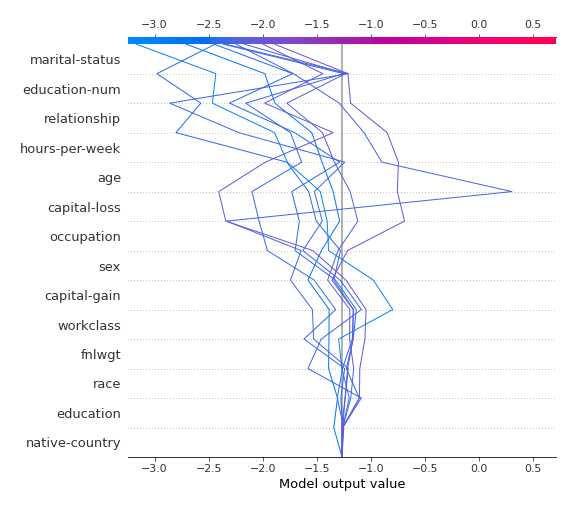 −3.0 −2.5 −2.0 −1.5 −1.0 −0.5 0.0 0.5
marital-status
education-num
relationship
hours-per-week
age
capital-loss
occupation
sex
capital-gain
workclass
fnlwgt
race
education
native-country
−3.0 −2.5 −2.0 −1.5 −1.0 −0.5 0.0 0.5
Model output value